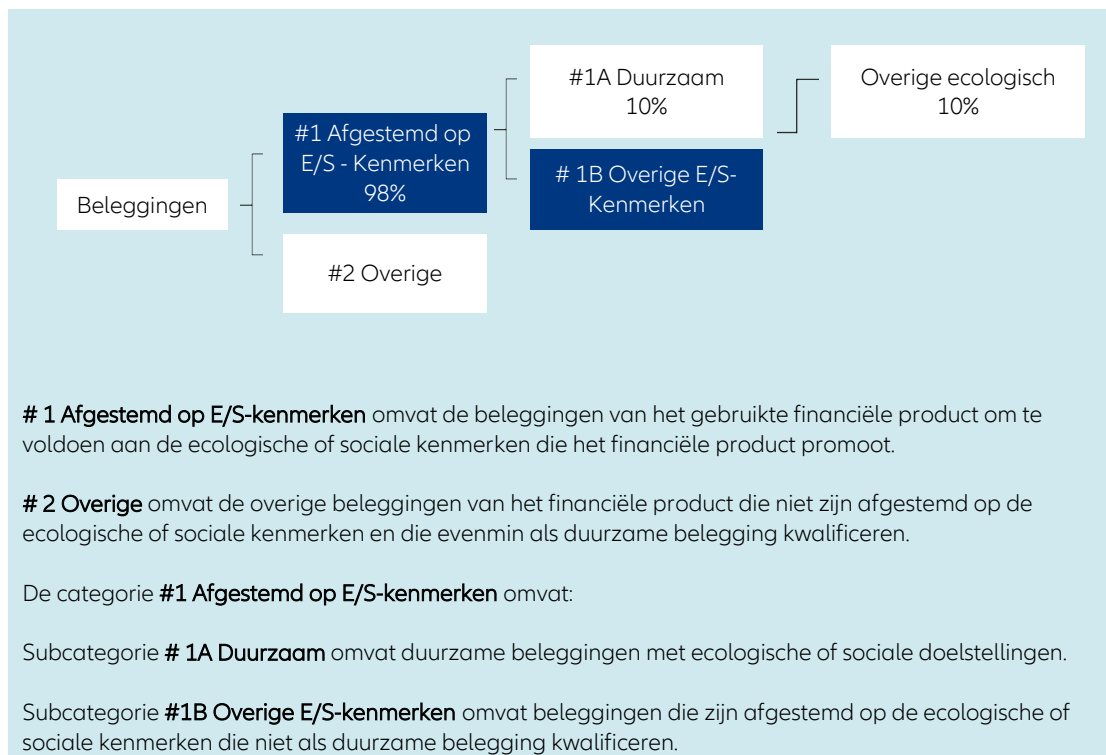 #1A Duurzaam
10%
Overige ecologisch
10%
#1 Afgestemd op
E/S - Kenmerken
98%
# 1B Overige E/S-
Kenmerken
Beleggingen
#2 Overige
# 1 Afgestemd op E/S-kenmerken omvat de beleggingen van het gebruikte financiële product om te
voldoen aan de ecologische of sociale kenmerken die het financiële product promoot.
# 2 Overige omvat de overige beleggingen van het financiële product die niet zijn afgestemd op de
ecologische of sociale kenmerken en die evenmin als duurzame belegging kwalificeren.
De categorie #1 Afgestemd op E/S-kenmerken omvat:
Subcategorie # 1A Duurzaam omvat duurzame beleggingen met ecologische of sociale doelstellingen.
Subcategorie #1B Overige E/S-kenmerken omvat beleggingen die zijn afgestemd op de ecologische of
sociale kenmerken die niet als duurzame belegging kwalificeren.